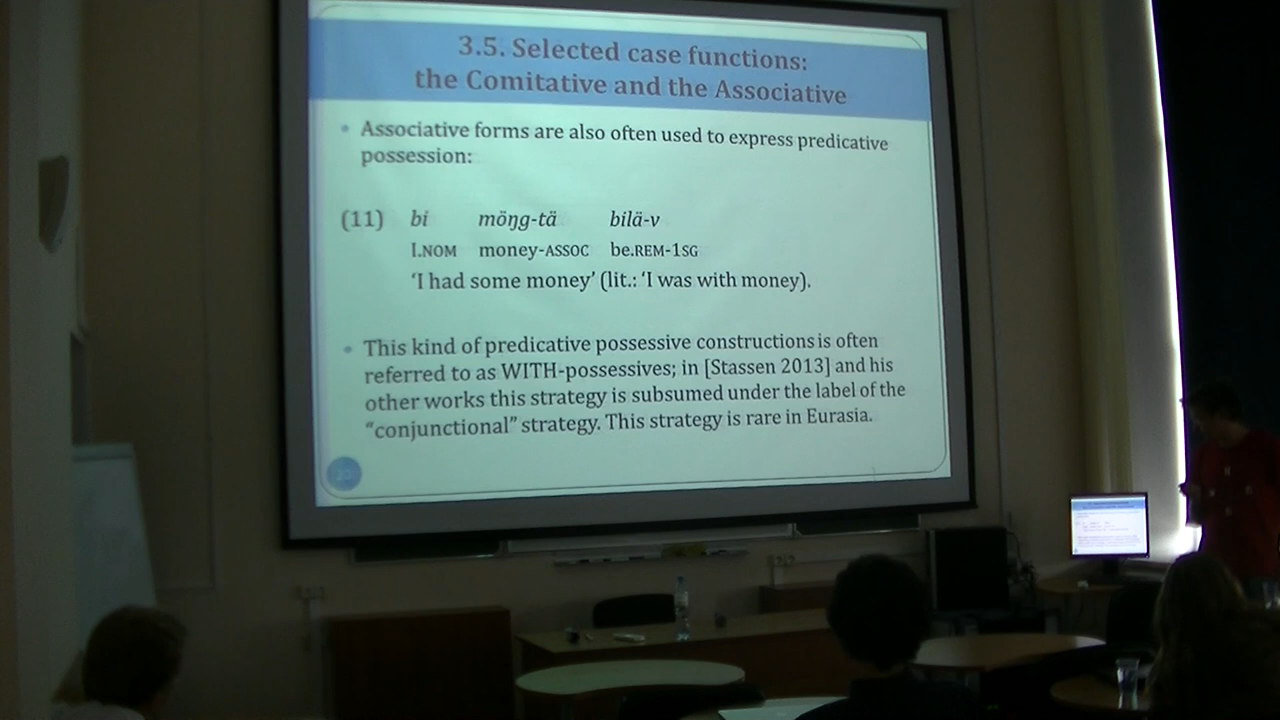 3.5. Selected case functions:
the Comitative and the Associative
• Associative forms are also often used to express predicative
possession:
(11) bi möŋg-tä bilä-v
I.NOM money-ASSOC be.REM-1SG
‘I had some money’ (lit.: ‘I was with money).
• This kind of predicative possessive constructions is often
referred to as WITH-possessives; in [Stassen 2013] and his
other works this strategy is subsumed under the label of the
“conjunctional” strategy. This strategy is rare in Eurasia.